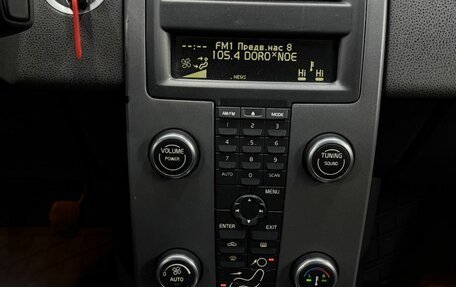 --:-- FM1 Предв.нас 8
105.4 DORO*NOE
NEWS
Hi Hi
AM/FM MODE
1 2 3
4 5 6
7 8 9
AUTO 0 SCAN
MENU
ENTER EXIT
VOLUME
POWER
TUNING
SOUND
AUTO